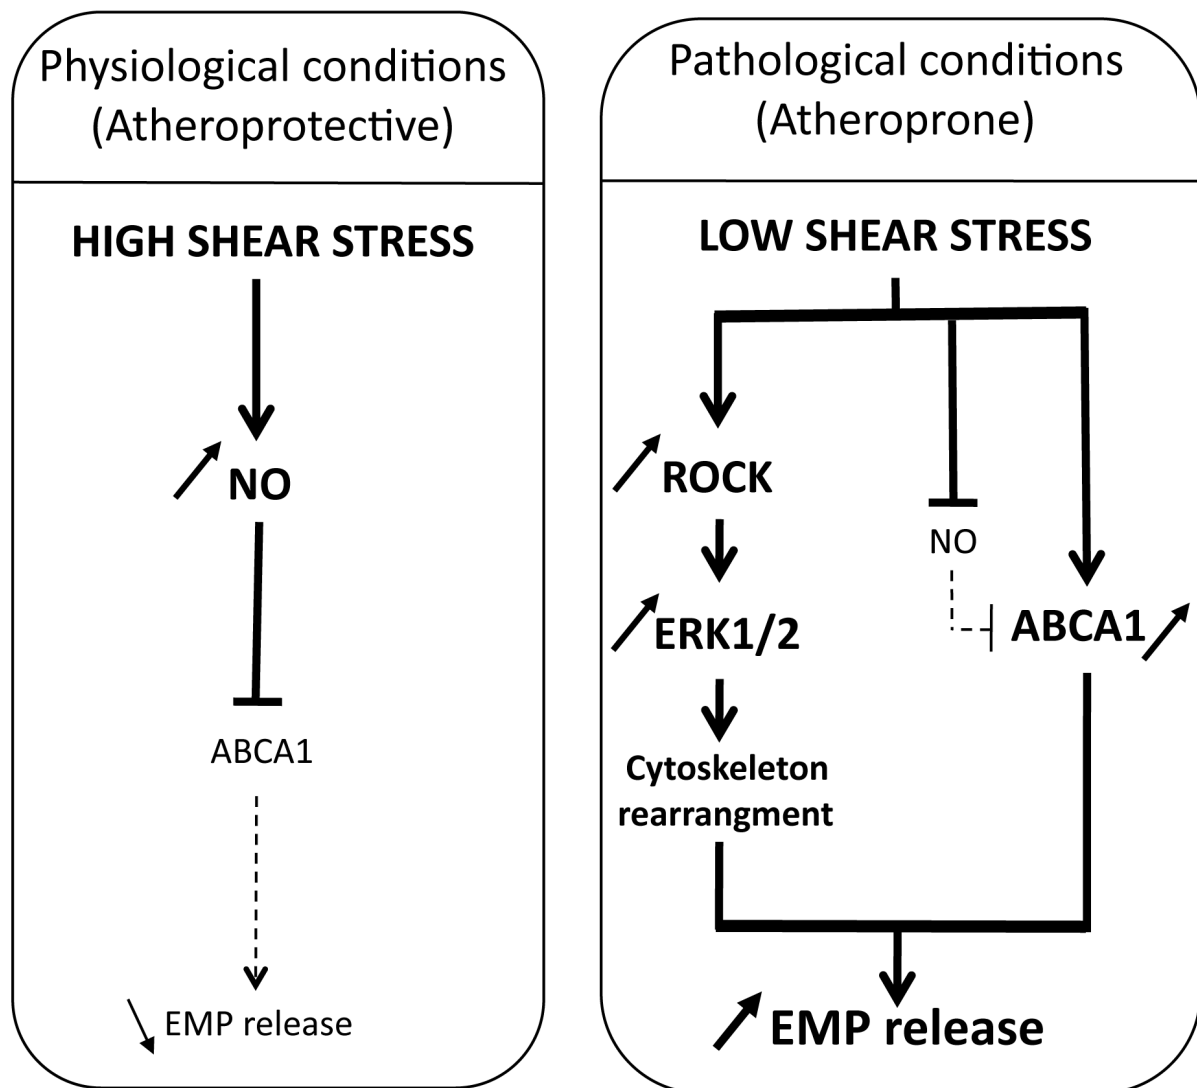 Physiological conditions
(Atheroprotective)
HIGH SHEAR STRESS
NO
ABCA1
EMP release
Pathological conditions
(Atheroprone)
LOW SHEAR STRESS
ROCK
NO
ERK1/2
ABCA1
Cytoskeleton
rearrangment
EMP release